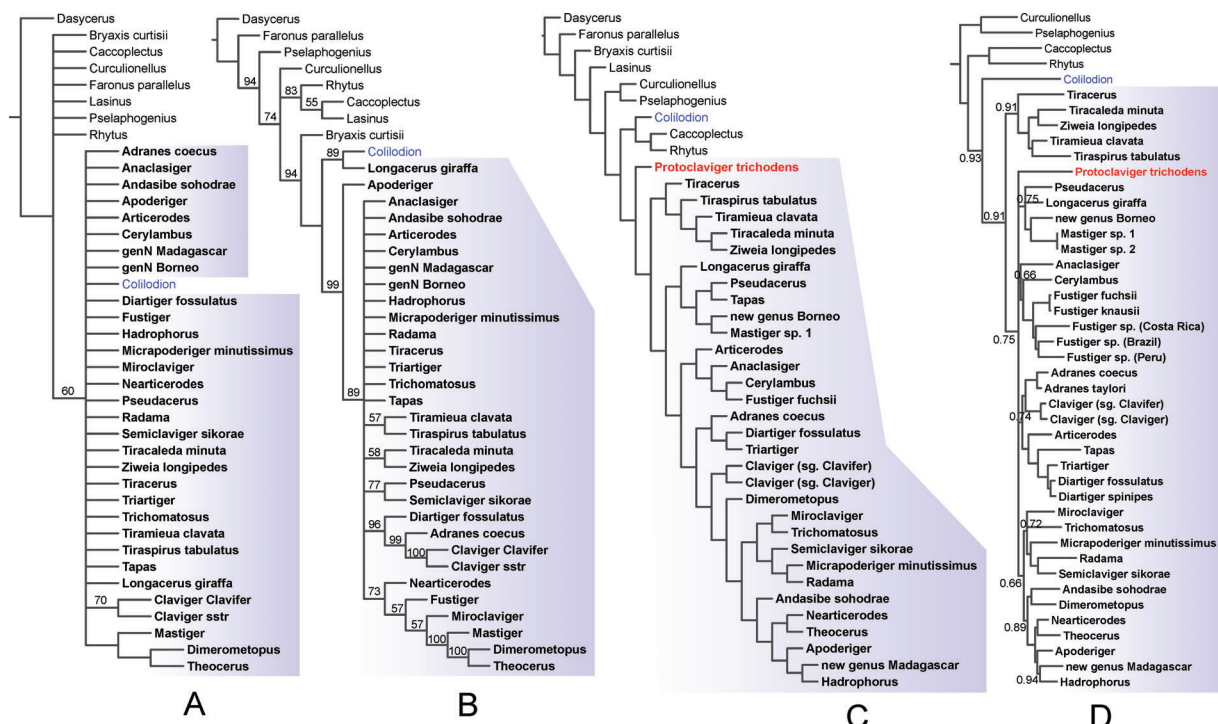 Dasycerus
Bryaxis curtisii
Caccoplectus
Curculionellus
Faronus parallelus
Lasinus
Pselaphogenius
Rhytus
Adranes coecus
Anaclasiger
Andasibe sohodrae
Apoderiger
Articerodes
Cerylambus
genN Madagascar
genN Borneo
Colilodion
Diartiger fossulatus
Fustiger
Hadrophorus
Micrapoderiger minutissimus
Miroclaviger
Nearticerodes
Pseudacerus
60
Radama
Semiclaviger sikorae
Tiracaleda minuta
Ziweia longipedes
Tiracerus
Triartiger
Trichomatosus
Tiramieua clavata
Tiraspirus tabulatus
Tapas
Longacerus giraffa
70
Claviger Clavifer
Claviger sstr
Mastiger
Dimerometopus
Theocerus
A
Dasycerus
Faronus parallelus
Pselaphogenius
94
Curculionellus
83
Rhytus
55
Caccoplectus
Lasinus
74
Bryaxis curtisii
89
Colilodion
Longacerus giraffa
94
Apoderiger
Anaclasiger
Andasibe sohodrae
Articerodes
Cerylambus
genN Madagascar
99
genN Borneo
Hadrophorus
Micrapoderiger minutissimus
Radama
Tiracerus
Triartiger
Trichomatosus
89
Tapas
57
Tiramieua clavata
Tiraspirus tabulatus
58
Tiracaleda minuta
Ziweia longipedes
77
Pseudacerus
Semiclaviger sikorae
96
Diartiger fossulatus
99
Adranes coecus
100
Claviger Clavifer
Claviger sstr
73
Nearticerodes
57
Fustiger
57
Miroclaviger
100
Mastiger
100
Dimerometopus
Theocerus
B
Dasycerus
Faronus parallelus
Bryaxis curtisii
Lasinus
Curculionellus
Pselaphogenius
Colilodion
Caccoplectus
Rhytus
Protoclaviger trichodens
Tiracerus
Tiraspirus tabulatus
Tiramieua clavata
Tiracaleda minuta
Ziweia longipedes
Longacerus giraffa
Pseudacerus
Tapas
new genus Borneo
Mastiger sp. 1
Articerodes
Anaclasiger
Cerylambus
Fustiger fuchsii
Adranes coecus
Diartiger fossulatus
Triartiger
Claviger (sg. Clavifer)
Claviger (sg. Claviger)
Dimerometopus
Miroclaviger
Trichomatosus
Semiclaviger sikorae
Micrapoderiger minutissimus
Radama
Andasibe sohodrae
Nearticerodes
Theocerus
Apoderiger
new genus Madagascar
Hadrophorus
C
Curculionellus
Pselaphogenius
Caccoplectus
Rhytus
Colilodion
Tiracerus
0.91
Tiracaleda minuta
Ziweia longipedes
Tiramieua clavata
Tiraspirus tabulatus
0.93
Protoclaviger trichodens
Pseudacerus
0.75
Longacerus giraffa
0.91
new genus Borneo
Mastiger sp. 1
Mastiger sp. 2
Anaclasiger
0.66
Cerylambus
Fustiger fuchsii
Fustiger knausii
Fustiger sp. (Costa Rica)
0.75
Fustiger sp. (Brazil)
Fustiger sp. (Peru)
Adranes coecus
Adranes taylori
Claviger (sg. Clavifer)
0.74
Claviger (sg. Claviger)
Articerodes
Tapas
Triartiger
Diartiger fossulatus
Diartiger spinipes
Miroclaviger
0.72
Trichomatosus
Micrapoderiger minutissimus
Radama
Semiclaviger sikorae
0.66
Andasibe sohodrae
Dimerometopus
0.89
Nearticerodes
Theocerus
Apoderiger
new genus Madagascar
0.94
Hadrophorus
D